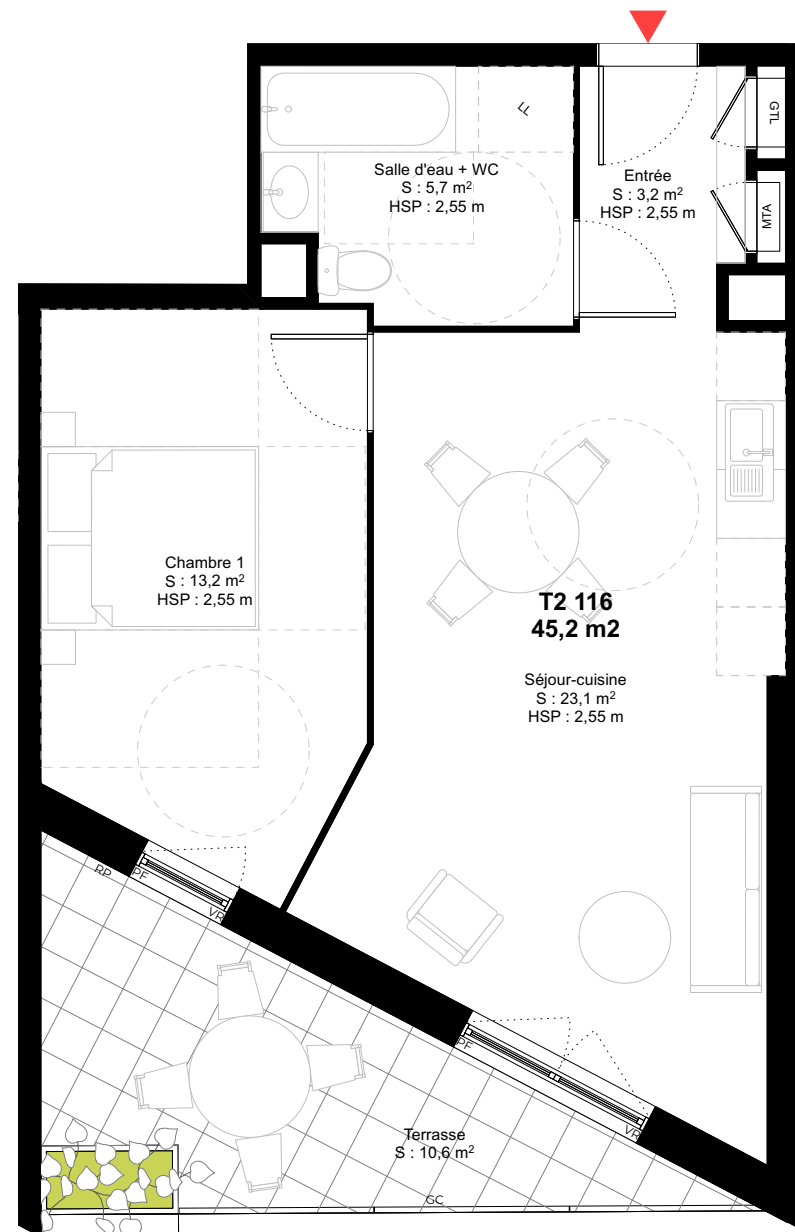 GTL
LL
Salle d'eau + WC
S : 5,7 m²
HSP : 2,55 m
Entrée
S : 3,2 m²
HSP : 2,55 m
MTA
Chambre 1
S : 13,2 m²
HSP : 2,55 m
T2 116
45,2 m2
Séjour-cuisine
S : 23,1 m²
HSP : 2,55 m
RP
PF
VR
PF
VR
Terrasse
S : 10,6 m²
GC